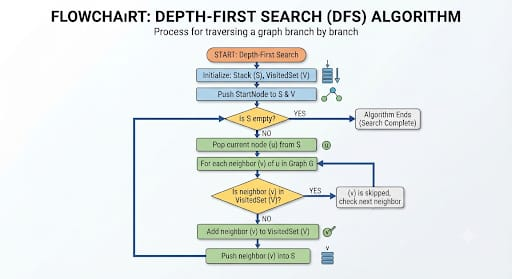 FLOWCHAıRT: DEPTH-FIRST SEARCH (DFS) ALGORITHM
Process for traversing a graph branch by branch
START: Depth-First Search
Initialize: Stack (S), VisitedSet (V)
Push StartNode to S & V
Is S empty?
YES
Algorithm Ends
(Search Complete)
NO
Pop current node (u) from S
u
For each neighbor (v) of u in Graph G
Is neighbor (v) in
VisitedSet (V)?
YES
(v) is skipped,
check next neighbor
NO
Add neighbor (v) to VisitedSet (V)
Push neighbor (v) into S